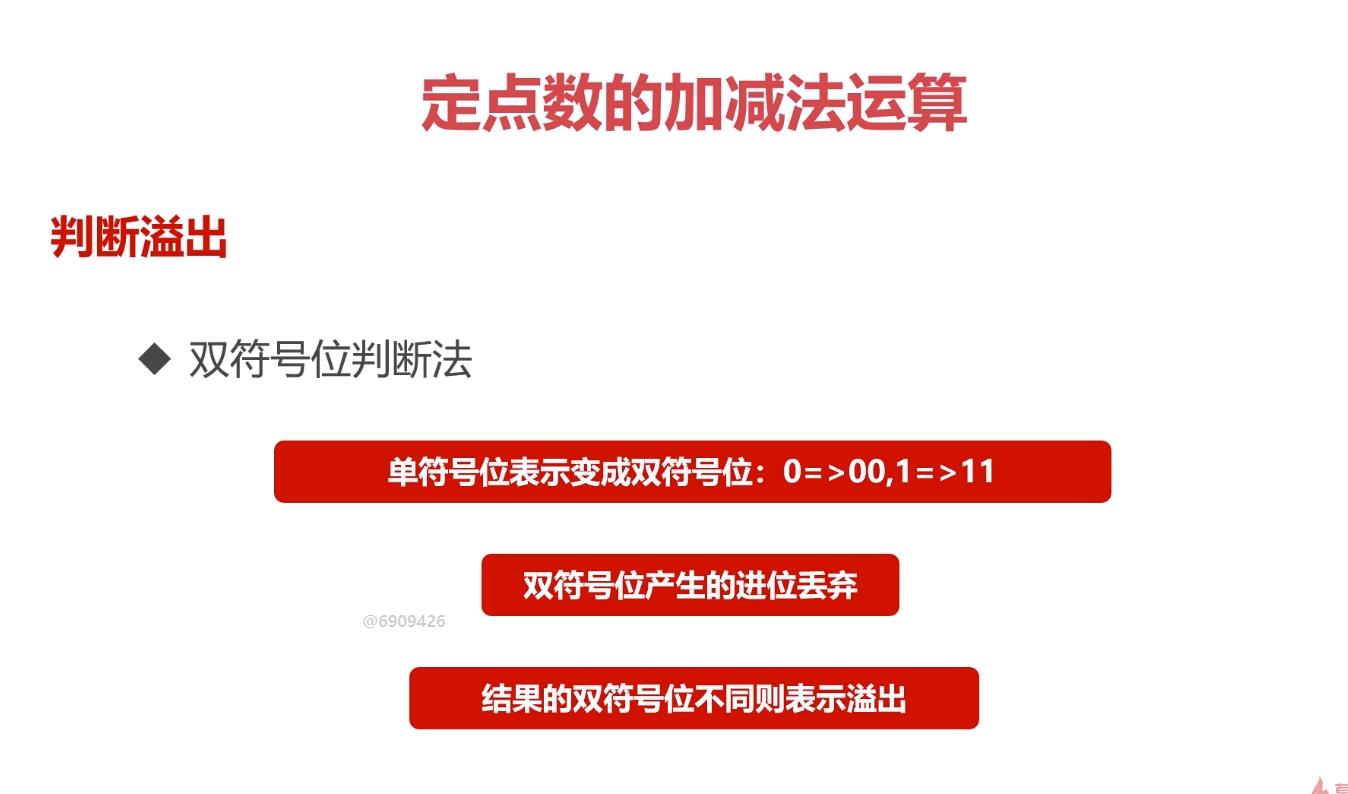 定点数的加减法运算
判断溢出
◆ 双符号位判断法
单符号位表示变成双符号位：0=>00,1=>11
双符号位产生的进位丢弃
@6909426
结果的双符号位不同则表示溢出